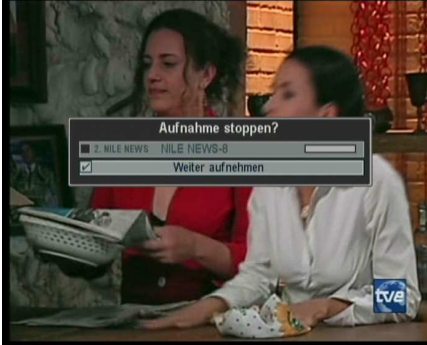 Aufnahme stoppen?
2. NILE NEWS NILE NEWS-8
Weiter aufnehmen
tve